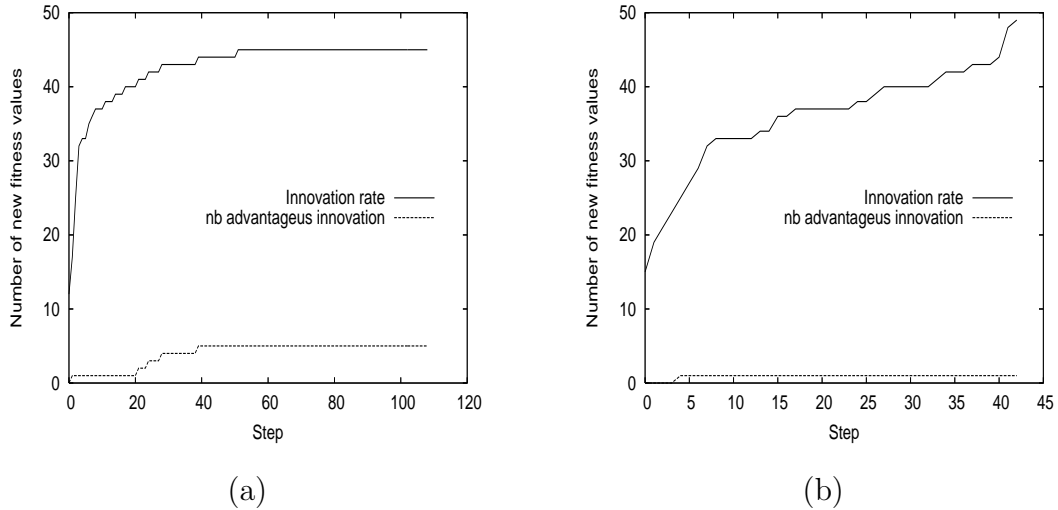 50
40
30
20
10
0
Number of new fitness values
Innovation rate
nb advantageus innovation
0 20 40 60 80 100 120
Step
(a)
50
40
30
20
10
0
Number of new fitness values
Innovation rate
nb advantageus innovation
0 5 10 15 20 25 30 35 40 45
Step
(b)